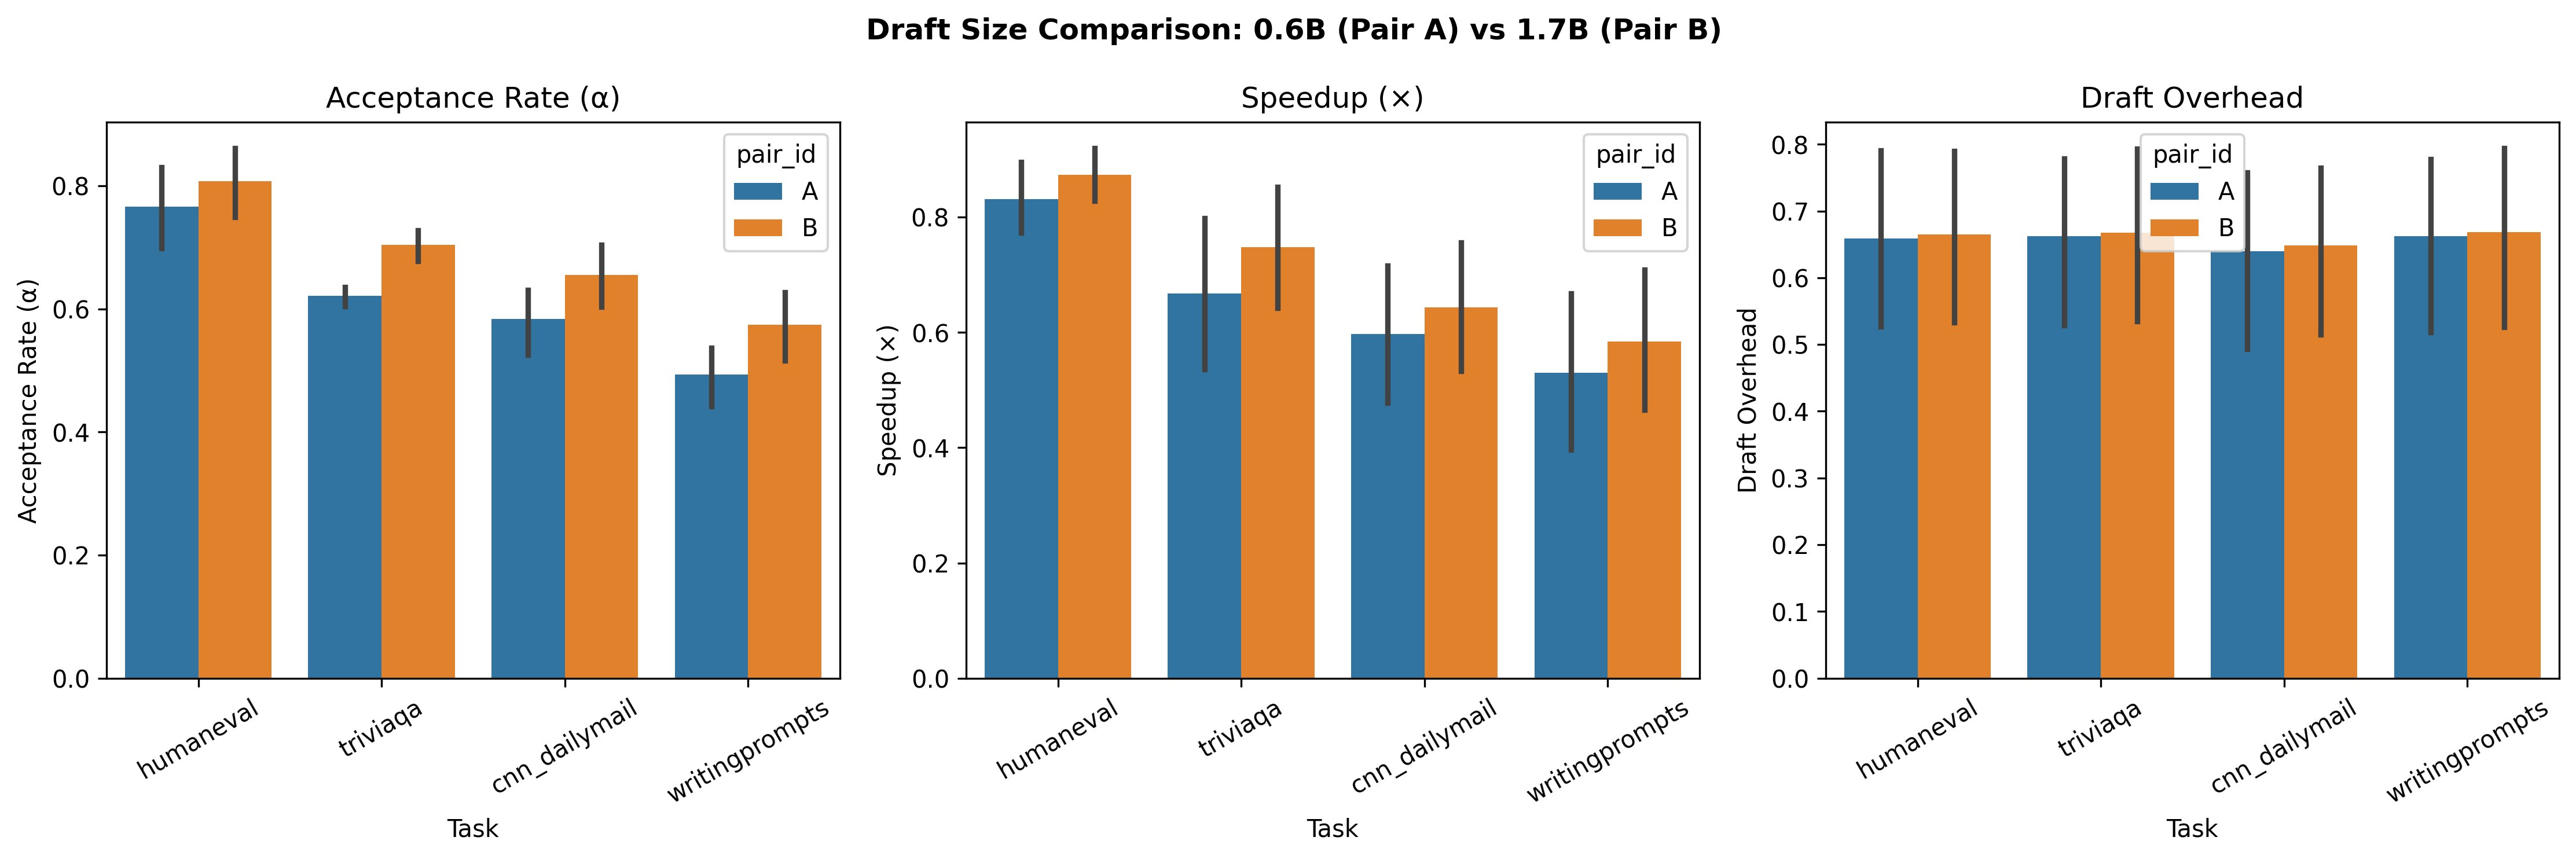 Draft Size Comparison: 0.6B (Pair A) vs 1.7B (Pair B)
Acceptance Rate (α)
Acceptance Rate (α)
0.8
0.6
0.4
0.2
0.0
pair_id
A
B
humaneval
triviaqa
cnn_dailymail
writingprompts
Task
Speedup (×)
Speedup (×)
0.8
0.6
0.4
0.2
0.0
pair_id
A
B
humaneval
triviaqa
cnn_dailymail
writingprompts
Task
Draft Overhead
Draft Overhead
0.8
0.7
0.6
0.5
0.4
0.3
0.2
0.1
0.0
pair_id
A
B
humaneval
triviaqa
cnn_dailymail
writingprompts
Task